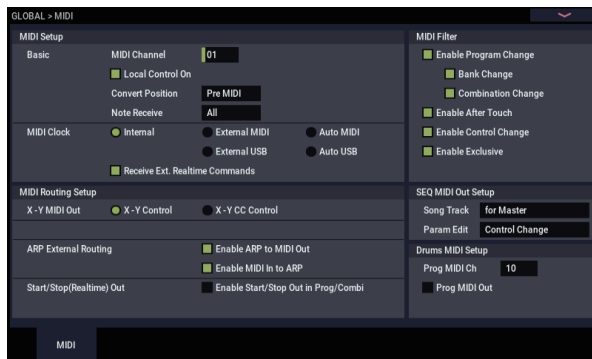 GLOBAL > MIDI
MIDI Setup
Basic MIDI Channel 01
Local Control On
Convert Position Pre MIDI
Note Receive All
MIDI Clock Internal External MIDI Auto MIDI
External USB Auto USB
Receive Ext. Realtime Commands
MIDI Filter
Enable Program Change
Bank Change
Combination Change
Enable After Touch
Enable Control Change
Enable Exclusive
MIDI Routing Setup
X -Y MIDI Out X -Y Control X -Y CC Control
ARP External Routing Enable ARP to MIDI Out
Enable MIDI In to ARP
Start/Stop(Realtime) Out Enable Start/Stop Out in Prog/Combi
SEQ MIDI Out Setup
Song Track for Master
Param Edit Control Change
Drums MIDI Setup
Prog MIDI Ch 10
Prog MIDI Out
MIDI